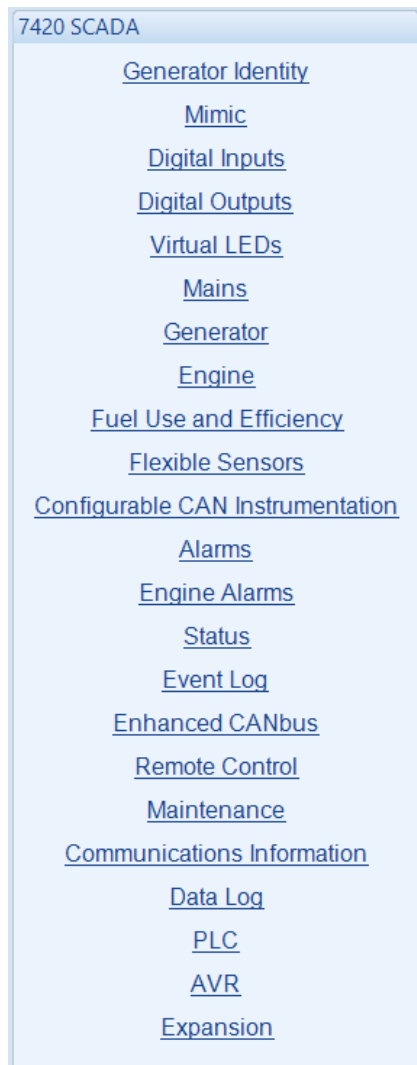 7420 SCADA
Generator Identity
Mimic
Digital Inputs
Digital Outputs
Virtual LEDs
Mains
Generator
Engine
Fuel Use and Efficiency
Flexible Sensors
Configurable CAN Instrumentation
Alarms
Engine Alarms
Status
Event Log
Enhanced CANbus
Remote Control
Maintenance
Communications Information
Data Log
PLC
AVR
Expansion